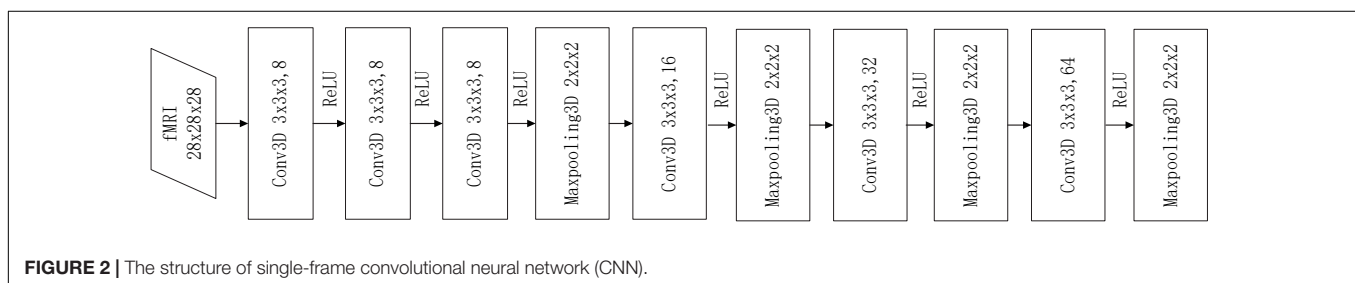 fMRI
28x28x28
Conv3D 3x3x3, 8
ReLU
Conv3D 3x3x3, 8
ReLU
Conv3D 3x3x3, 8
ReLU
Maxpooling3D 2x2x2
Conv3D 3x3x3, 16
ReLU
Maxpooling3D 2x2x2
Conv3D 3x3x3, 32
ReLU
Maxpooling3D 2x2x2
Conv3D 3x3x3, 64
ReLU
Maxpooling3D 2x2x2
FIGURE 2 | The structure of single-frame convolutional neural network (CNN).